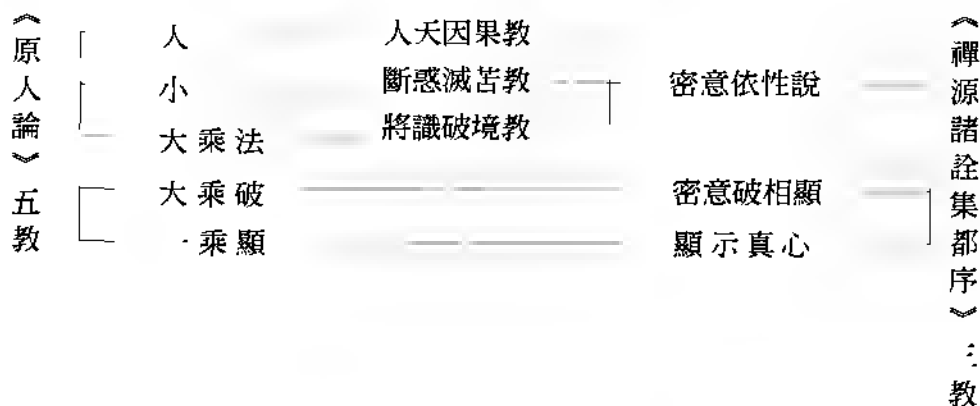 《原人論》五教
人
小
大乘法
大乘破
乘顯
人天因果教
斷惑滅苦教
將識破境教
密意依性說
密意破相顯
顯示真心
《禪源諸詮集都序》三教